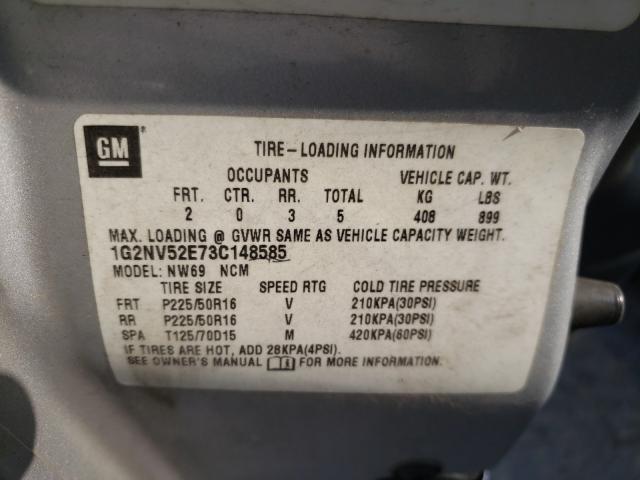 GM
TIRE-LOADING INFORMATION
OCCUPANTS VEHICLE CAP. WT.
FRT. CTR. RR. TOTAL KG LBS
2 0 3 5 408 899
MAX. LOADING @ GVWR SAME AS VEHICLE CAPACITY WEIGHT.
1G2NV52E73C148585
MODEL: NW69 NCM
TIRE SIZE SPEED RTG COLD TIRE PRESSURE
FRT P225/50R16 V 210KPA(30PSI)
RR P225/50R16 V 210KPA(30PSI)
SPA T125/70D15 M 420KPA(60PSI)
IF TIRES ARE HOT, ADD 28KPA(4PSI).
SEE OWNER'S MANUAL FOR MORE INFORMATION.